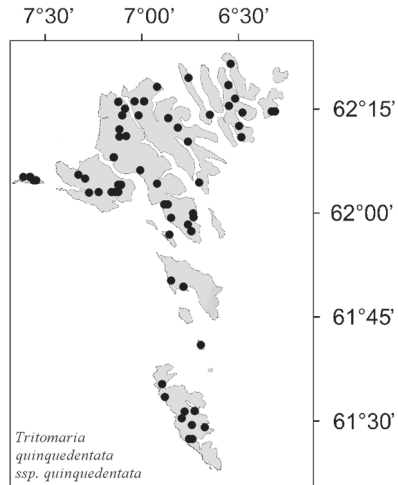 7°30' 7°00' 6°30'
62°15'
62°00'
61°45'
61°30'
Tritomaria
quinquedentata
ssp. quinquedentata